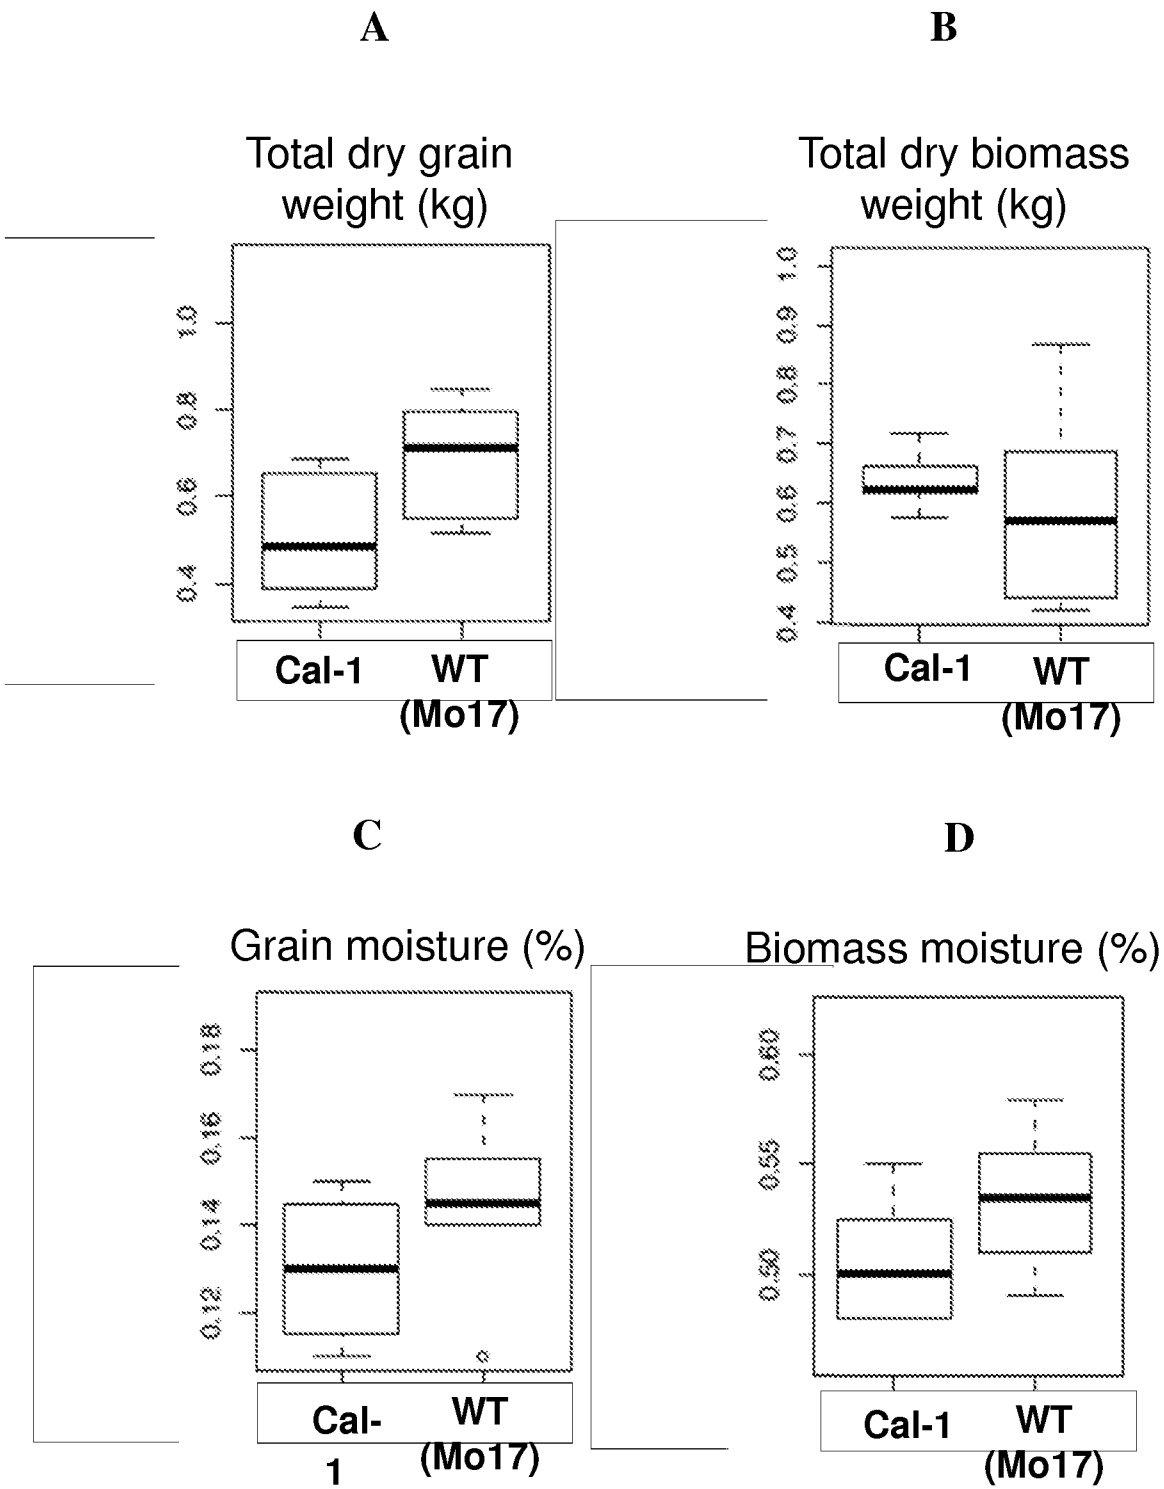 A
B
Total dry grain
weight (kg)
Total dry biomass
weight (kg)
1.0
0.8
0.6
0.4
1.0
0.9
0.8
0.7
0.6
0.5
0.4
Cal-1
WT
(Mo17)
Cal-1
WT
(Mo17)
C
D
Grain moisture (%)
Biomass moisture (%)
0.18
0.16
0.14
0.12
0.60
0.55
0.50
Cal-
1
WT
(Mo17)
Cal-1
WT
(Mo17)